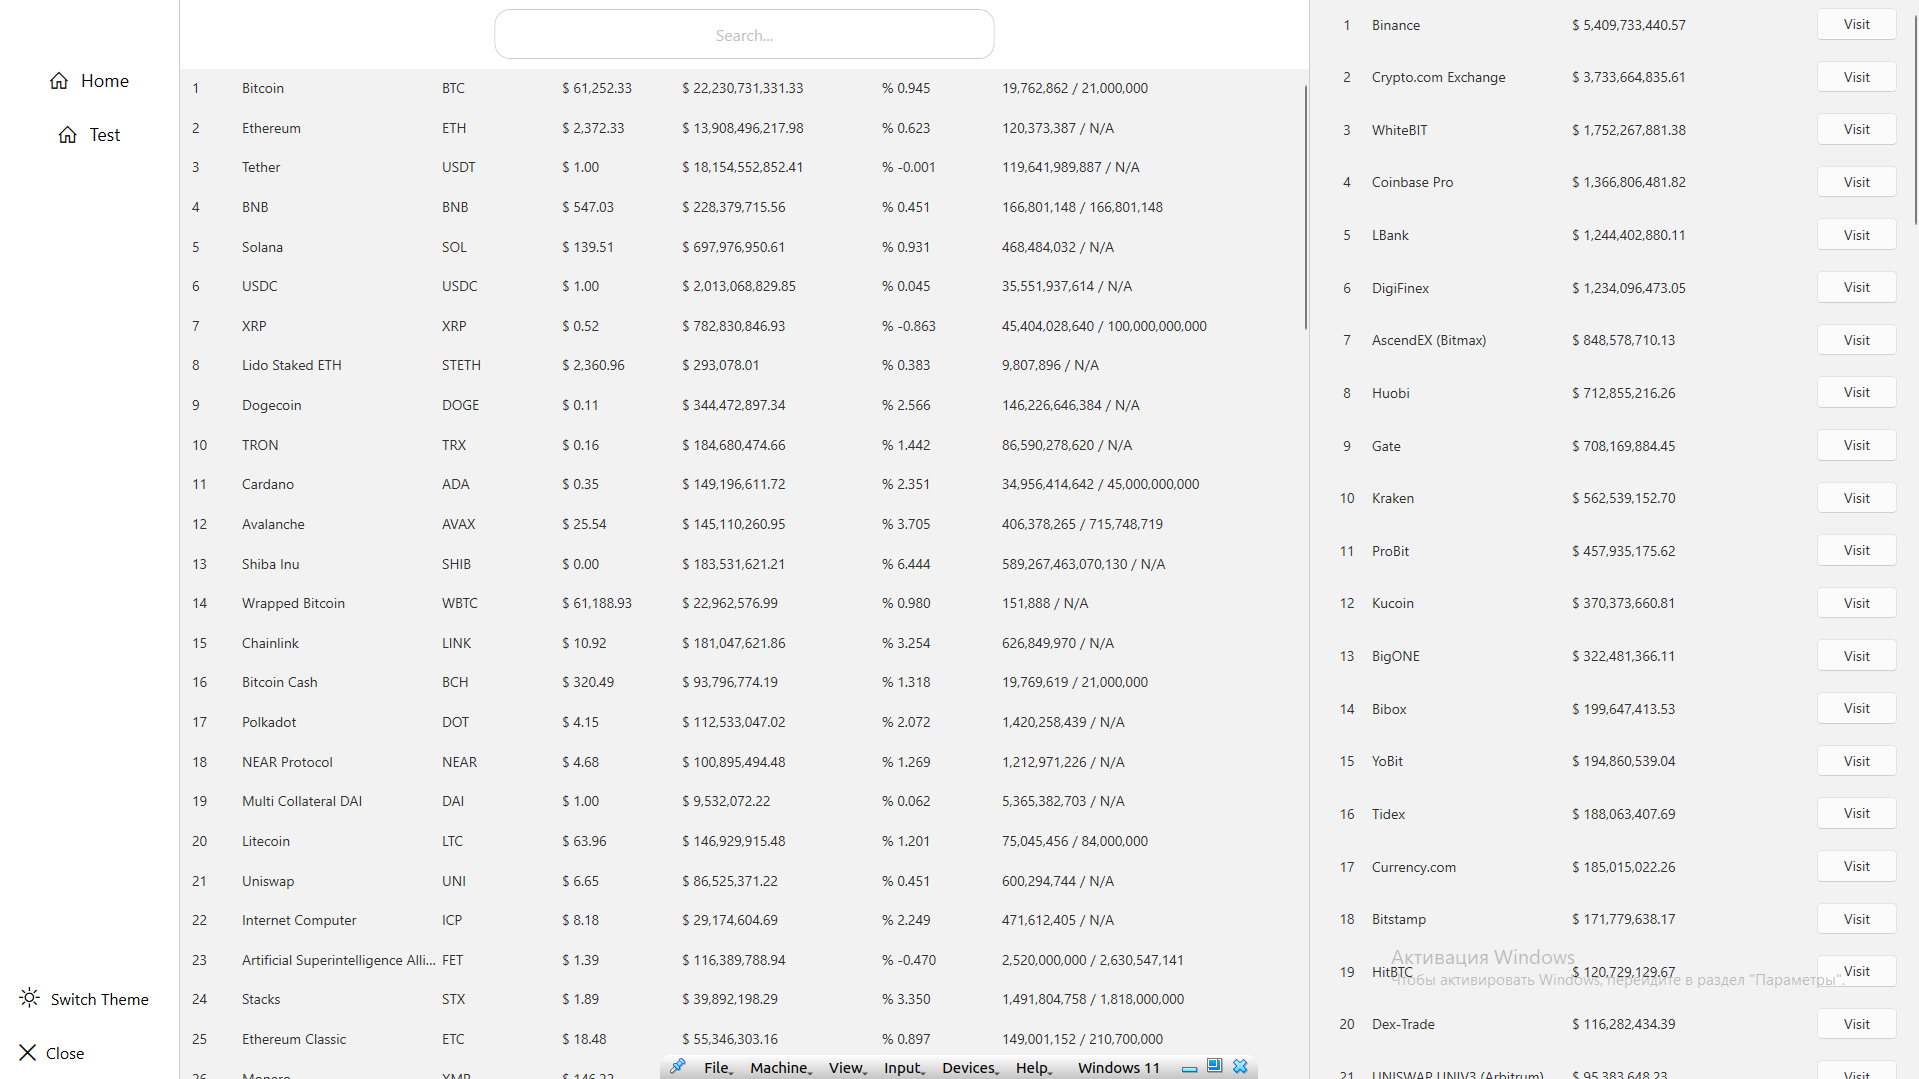 Home
Test
Switch Theme
Close
Search...
1 Bitcoin BTC $ 61,252.33 $ 22,230,731,331.33 % 0.945 19,762,862 / 21,000,000
2 Ethereum ETH $ 2,372.33 $ 13,908,496,217.98 % 0.623 120,373,387 / N/A
3 Tether USDT $ 1.00 $ 18,154,552,852.41 % -0.001 119,641,989,887 / N/A
4 BNB BNB $ 547.03 $ 228,379,715.56 % 0.451 166,801,148 / 166,801,148
5 Solana SOL $ 139.51 $ 697,976,950.61 % 0.931 468,484,032 / N/A
6 USDC USDC $ 1.00 $ 2,013,068,829.85 % 0.045 35,551,937,614 / N/A
7 XRP XRP $ 0.52 $ 782,830,846.93 % -0.863 45,404,028,640 / 100,000,000,000
8 Lido Staked ETH STETH $ 2,360.96 $ 293,078.01 % 0.383 9,807,896 / N/A
9 Dogecoin DOGE $ 0.11 $ 344,472,897.34 % 2.566 146,226,646,384 / N/A
10 TRON TRX $ 0.16 $ 184,680,474.66 % 1.442 86,590,278,620 / N/A
11 Cardano ADA $ 0.35 $ 149,196,611.72 % 2.351 34,956,414,642 / 45,000,000,000
12 Avalanche AVAX $ 25.54 $ 145,110,260.95 % 3.705 406,378,265 / 715,748,719
13 Shiba Inu SHIB $ 0.00 $ 183,531,621.21 % 6.444 589,267,463,070,130 / N/A
14 Wrapped Bitcoin WBTC $ 61,188.93 $ 22,962,576.99 % 0.980 151,888 / N/A
15 Chainlink LINK $ 10.92 $ 181,047,621.86 % 3.254 626,849,970 / N/A
16 Bitcoin Cash BCH $ 320.49 $ 93,796,774.19 % 1.318 19,769,619 / 21,000,000
17 Polkadot DOT $ 4.15 $ 112,533,047.02 % 2.072 1,420,258,439 / N/A
18 NEAR Protocol NEAR $ 4.68 $ 100,895,494.48 % 1.269 1,212,971,226 / N/A
19 Multi Collateral DAI DAI $ 1.00 $ 9,532,072.22 % 0.062 5,365,382,703 / N/A
20 Litecoin LTC $ 63.96 $ 146,929,915.48 % 1.201 75,045,456 / 84,000,000
21 Uniswap UNI $ 6.65 $ 86,525,371.22 % 0.451 600,294,744 / N/A
22 Internet Computer ICP $ 8.18 $ 29,174,604.69 % 2.249 471,612,405 / N/A
23 Artificial Superintelligence Alli... FET $ 1.39 $ 116,389,788.94 % -0.470 2,520,000,000 / 2,630,547,141
24 Stacks STX $ 1.89 $ 39,892,198.29 % 3.350 1,491,804,758 / 1,818,000,000
25 Ethereum Classic ETC $ 18.48 $ 55,346,303.16 % 0.897 149,001,152 / 210,700,000
26 Monero XMR $ 146.22
1 Binance $ 5,409,733,440.57 Visit
2 Crypto.com Exchange $ 3,733,664,835.61 Visit
3 WhiteBIT $ 1,752,267,881.38 Visit
4 Coinbase Pro $ 1,366,806,481.82 Visit
5 LBank $ 1,244,402,880.11 Visit
6 DigiFinex $ 1,234,096,473.05 Visit
7 AscendEX (Bitmax) $ 848,578,710.13 Visit
8 Huobi $ 712,855,216.26 Visit
9 Gate $ 708,169,884.45 Visit
10 Kraken $ 562,539,152.70 Visit
11 ProBit $ 457,935,175.62 Visit
12 Kucoin $ 370,373,660.81 Visit
13 BigONE $ 322,481,366.11 Visit
14 Bibox $ 199,647,413.53 Visit
15 YoBit $ 194,860,539.04 Visit
16 Tidex $ 188,063,407.69 Visit
17 Currency.com $ 185,015,022.26 Visit
18 Bitstamp $ 171,779,638.17 Visit
Активация Windows
19 HitBTC $ 120,729,129.67 Visit
Чтобы активировать Windows, перейдите в раздел "Параметры".
20 Dex-Trade $ 116,282,434.39 Visit
21 UNISWAP UNIV3 (Arbitrum) $ 95,383,648.23 Visit
File Machine View Input Devices Help Windows 11